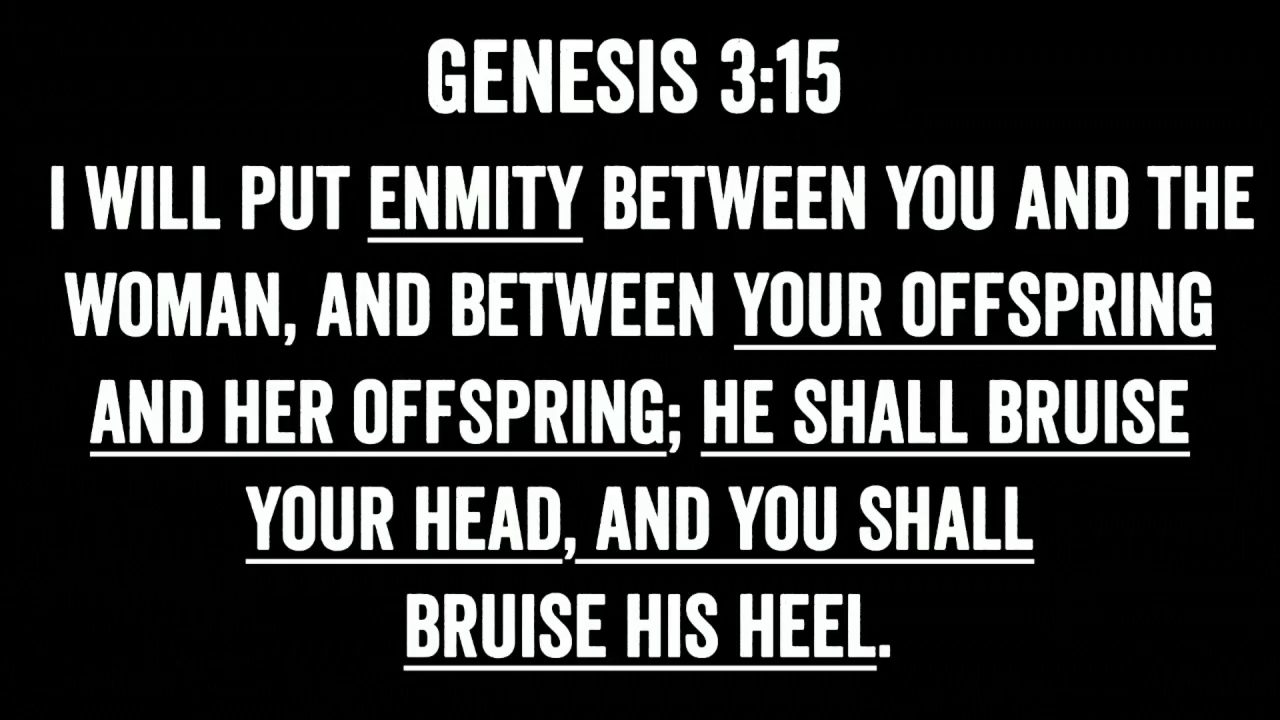 GENESIS 3:15
I WILL PUT ENMITY BETWEEN YOU AND THE
WOMAN, AND BETWEEN YOUR OFFSPRING
AND HER OFFSPRING; HE SHALL BRUISE
YOUR HEAD, AND YOU SHALL
BRUISE HIS HEEL.